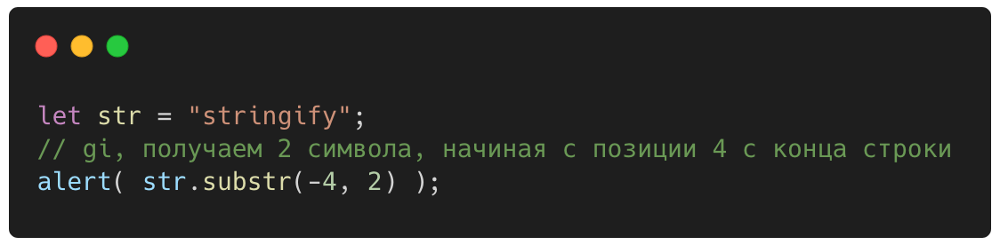 let str = "stringify";
// gi, получаем 2 символа, начиная с позиции 4 с конца строки
alert( str.substr(-4, 2) );